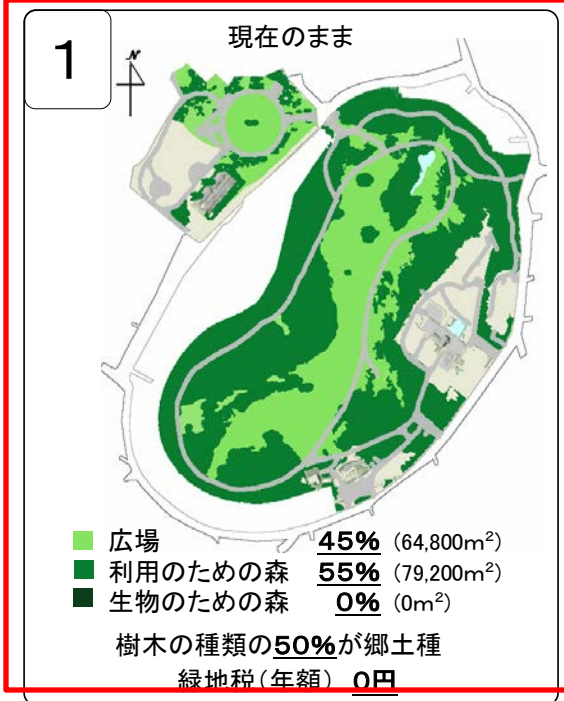 1
現在のまま
N
広場 45% (64,800m²)
利用のための森 55% (79,200m²)
生物のための森 0% (0m²)
樹木の種類の50%が郷土種
緑地税(年額) 0円